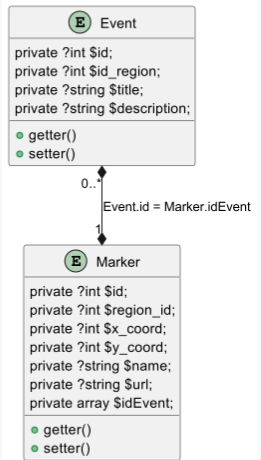 E Event
private ?int $id;
private ?int $id_region;
private ?string $title;
private ?string $description;
getter()
setter()
0..*
Event.id = Marker.idEvent
1
E Marker
private ?int $id;
private ?int $region_id;
private ?int $x_coord;
private ?int $y_coord;
private ?string $name;
private ?string $url;
private array $idEvent;
getter()
setter()